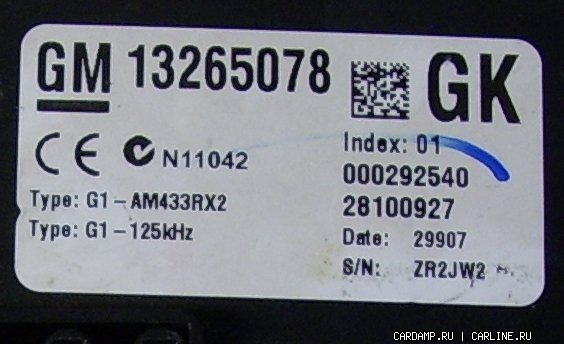 GM 13265078 GK
CE N11042
Index: 01
000292540
Type: G1-AM433RX2
28100927
Type: G1-125kHz
Date: 29907
S/N: ZR2JW2
CARDAMP.RU | CARLINE.RU